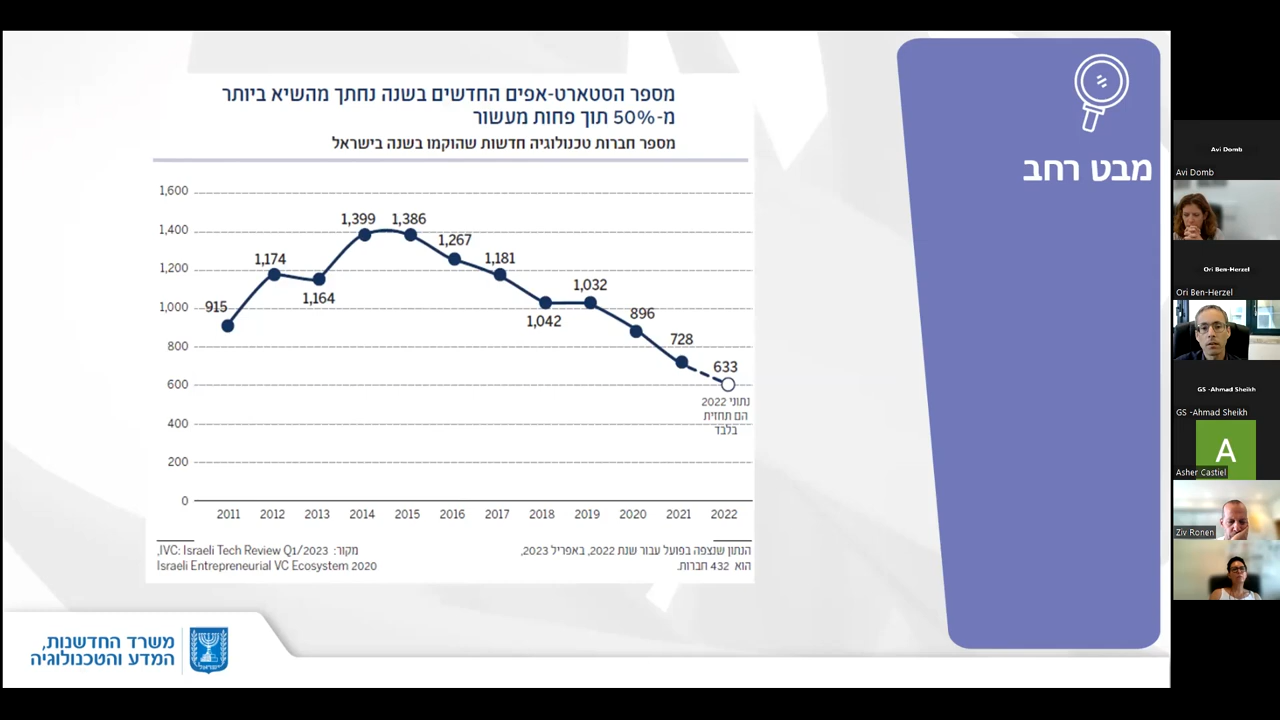 מספר הסטארט-אפים החדשים בשנה נחתך מהשיא ביותר
מ-50% תוך פחות מעשור
מספר חברות טכנולוגיה חדשות שהוקמו בשנה בישראל
1,600
1,400
1,200
1,000
800
600
400
200
0
915
1,174
1,164
1,399
1,386
1,267
1,181
1,042
1,032
896
728
633
נתוני 2022
הם תחזית
בלבד
2011 2012 2013 2014 2015 2016 2017 2018 2019 2020 2021 2022
הנתון שנצפה בפועל עבור שנת 2022, באפריל 2023,
הוא 432 חברות.
מקור: IVC: Israeli Tech Review Q1/2023,
Israeli Entrepreneurial VC Ecosystem 2020
מבט רחב
משרד החדשנות,
המדע והטכנולוגיה
ישראל
Avi Domb
Avi Domb
Ori Ben-Herzel
Ori Ben-Herzel
GS -Ahmad Sheikh
GS -Ahmad Sheikh
A
Asher Castiel
Ziv Ronen